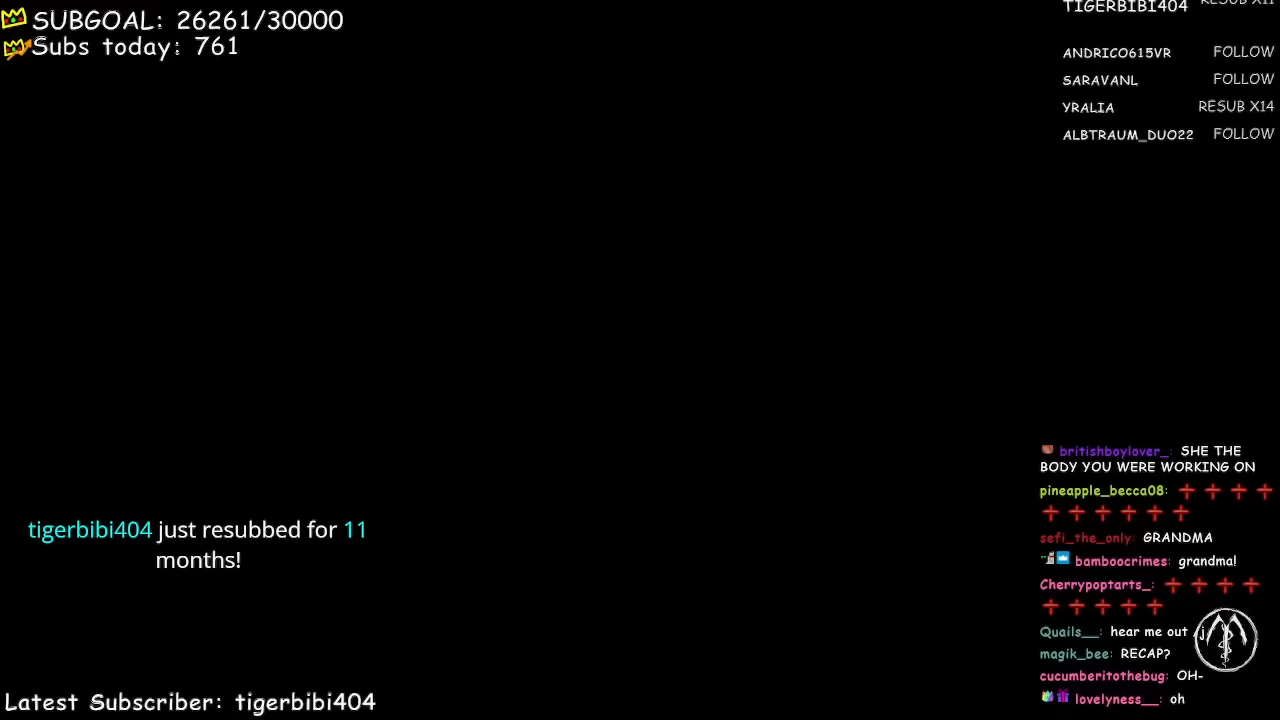 SUBGOAL: 26261/30000
Subs today: 761
TIGERBIBI404 RESUB X11
ANDRICO615VR FOLLOW
SARAVANL FOLLOW
YRALIA RESUB X14
ALBTRAUM_DUO22 FOLLOW
britishboylover_: SHE THE
BODY YOU WERE WORKING ON
pineapple_becca08:
sefi_the_only: GRANDMA
bamboocrimes: grandma!
Cherrypoptarts_:
Quails__: hear me out /j
magik_bee: RECAP?
cucumberitothebug: OH-
lovelyness__: oh
tigerbibi404 just resubbed for 11
months!
Latest Subscriber: tigerbibi404